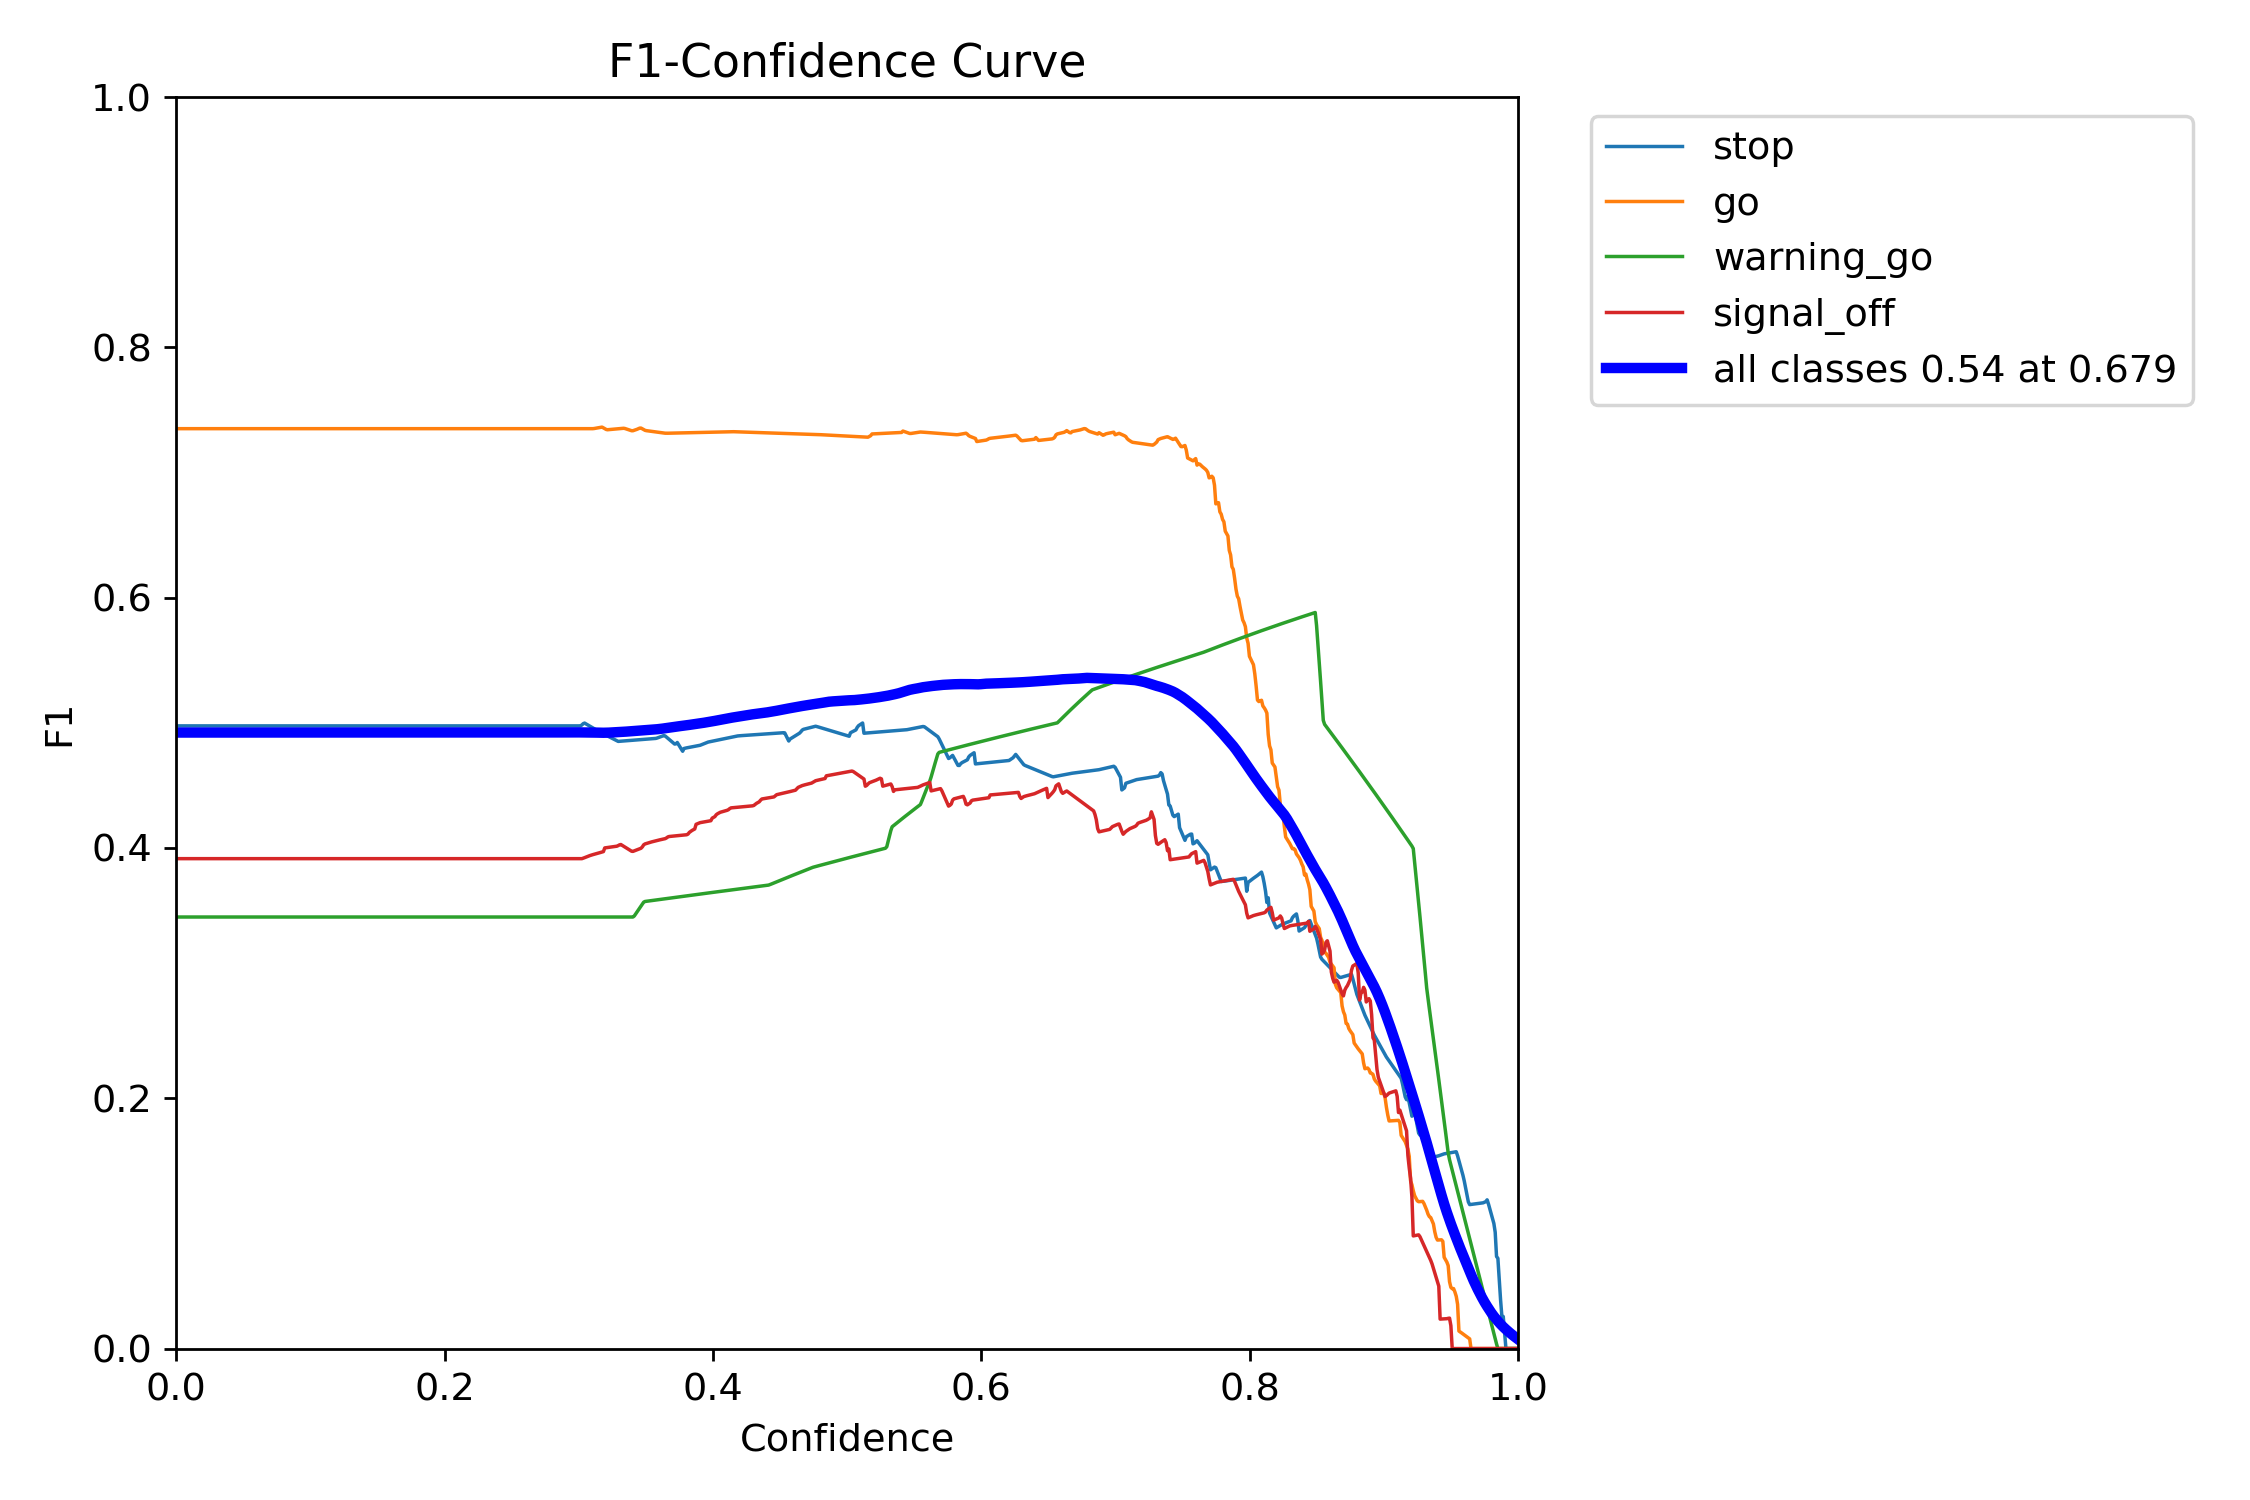 F1-Confidence Curve
1.0
0.8
0.6
0.4
0.2
0.0
F1
0.0 0.2 0.4 0.6 0.8 1.0
Confidence
stop
go
warning_go
signal_off
all classes 0.54 at 0.679